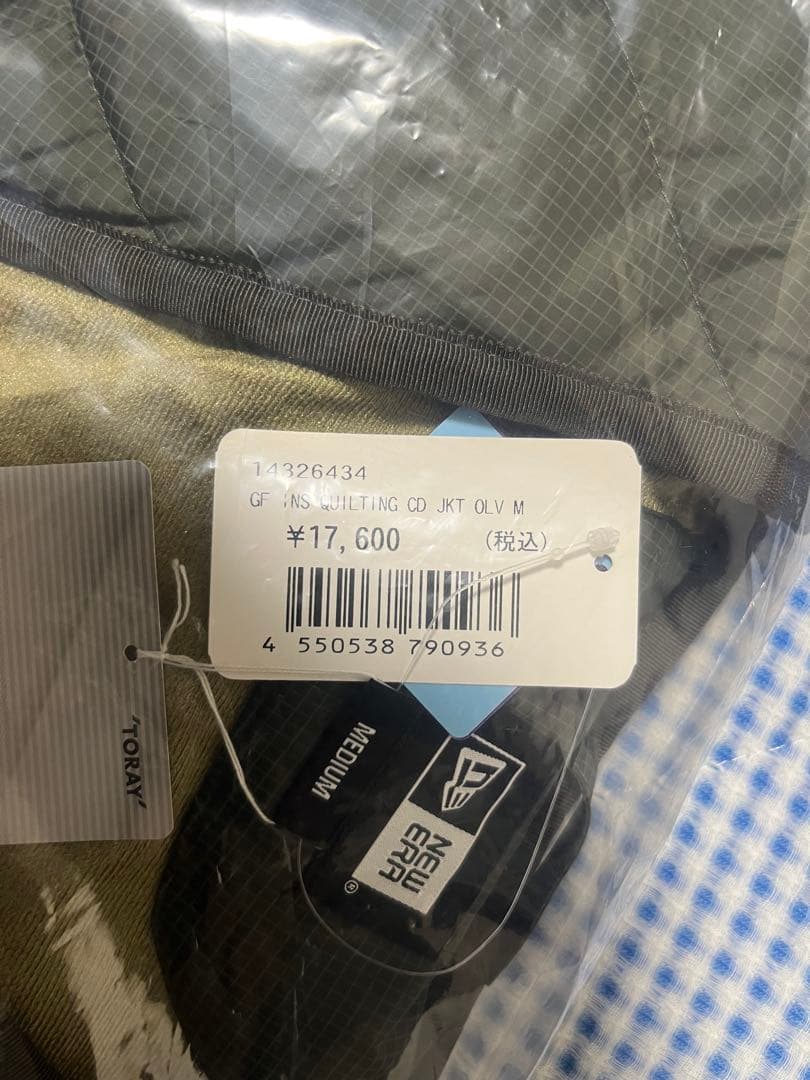 14326434
GF INS QUILTING CD JKT OLV M
¥17,600 (税込)
4 550538 790936
'TORAY'
MEDIUM
NEW
ERA
®